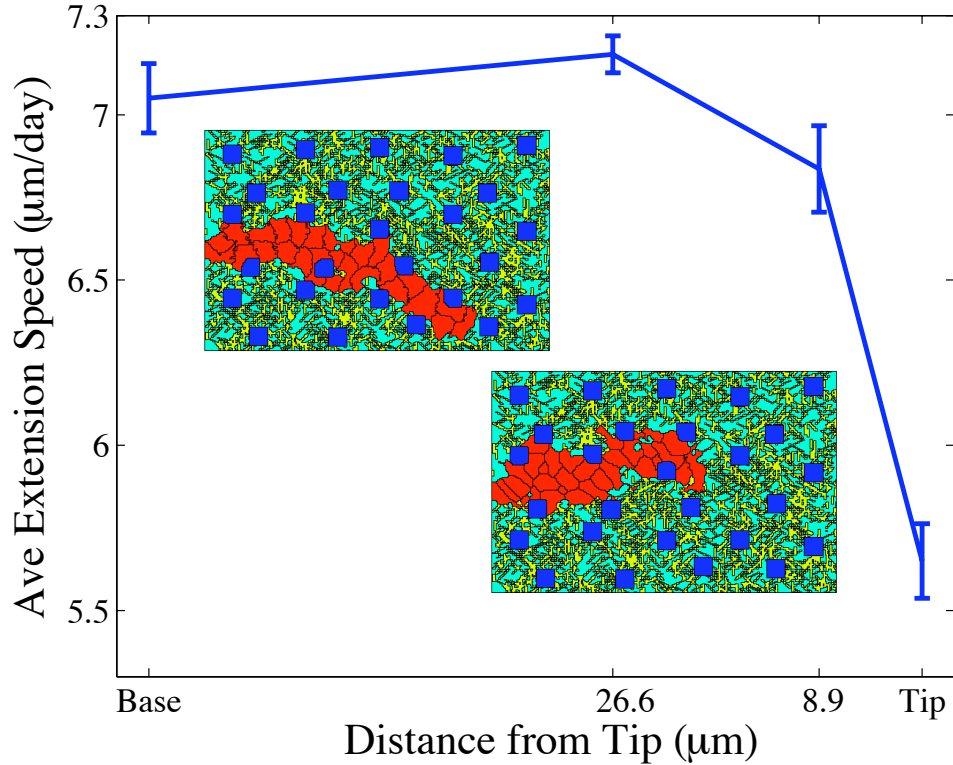 Ave Extension Speed (μm/day)
7.3
7
6.5
6
5.5
Base
26.6
8.9
Tip
Distance from Tip (μm)